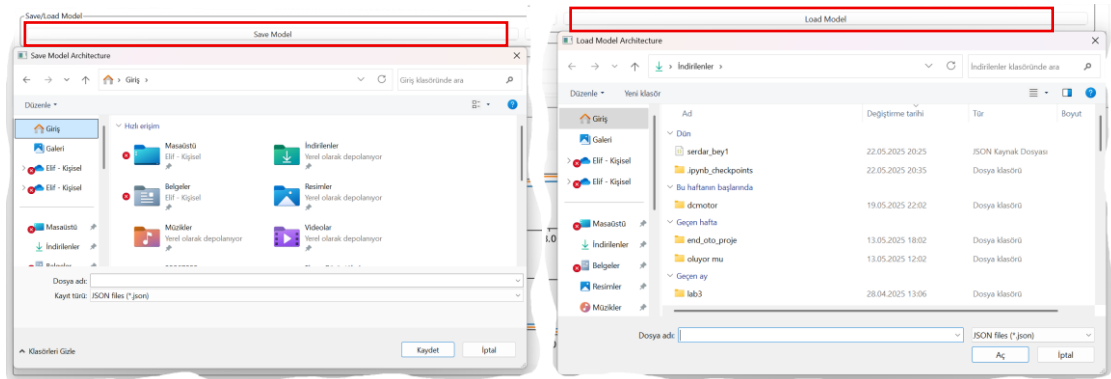 Save/Load Model
Save Model
Save Model Architecture
Giriş
Giriş klasöründe ara
Düzenle
Giriş
Galeri
Elif - Kişisel
Elif - Kişisel
Masaüstü
İndirilenler
Hızlı erişim
Masaüstü
Elif - Kişisel
İndirilenler
Yerel olarak depolanıyor
Belgeler
Elif - Kişisel
Resimler
Yerel olarak depolanıyor
Müzikler
Yerel olarak depolanıyor
Videolar
Yerel olarak depolanıyor
Dosya adı:
Kayıt türü: JSON files (*.json)
Klasörleri Gizle
Kaydet
İptal
Load Model
Load Model Architecture
İndirilenler
İndirilenler klasöründe ara
Düzenle
Yeni klasör
Giriş
Galeri
Elif - Kişisel
Elif - Kişisel
Masaüstü
İndirilenler
Belgeler
Resimler
Müzikler
Ad Değiştirme tarihi Tür Boyut
Dün
serdar_bey1 22.05.2025 20:25 JSON Kaynak Dosyası
.ipynb_checkpoints 22.05.2025 20:35 Dosya klasörü
Bu haftanın başlarında
dcmotor 19.05.2025 22:02 Dosya klasörü
Geçen hafta
end_oto_proje 13.05.2025 18:02 Dosya klasörü
oluyor mu 13.05.2025 12:02 Dosya klasörü
Geçen ay
lab3 28.04.2025 13:06 Dosya klasörü
Dosya adı:
JSON files (*.json)
Aç
İptal